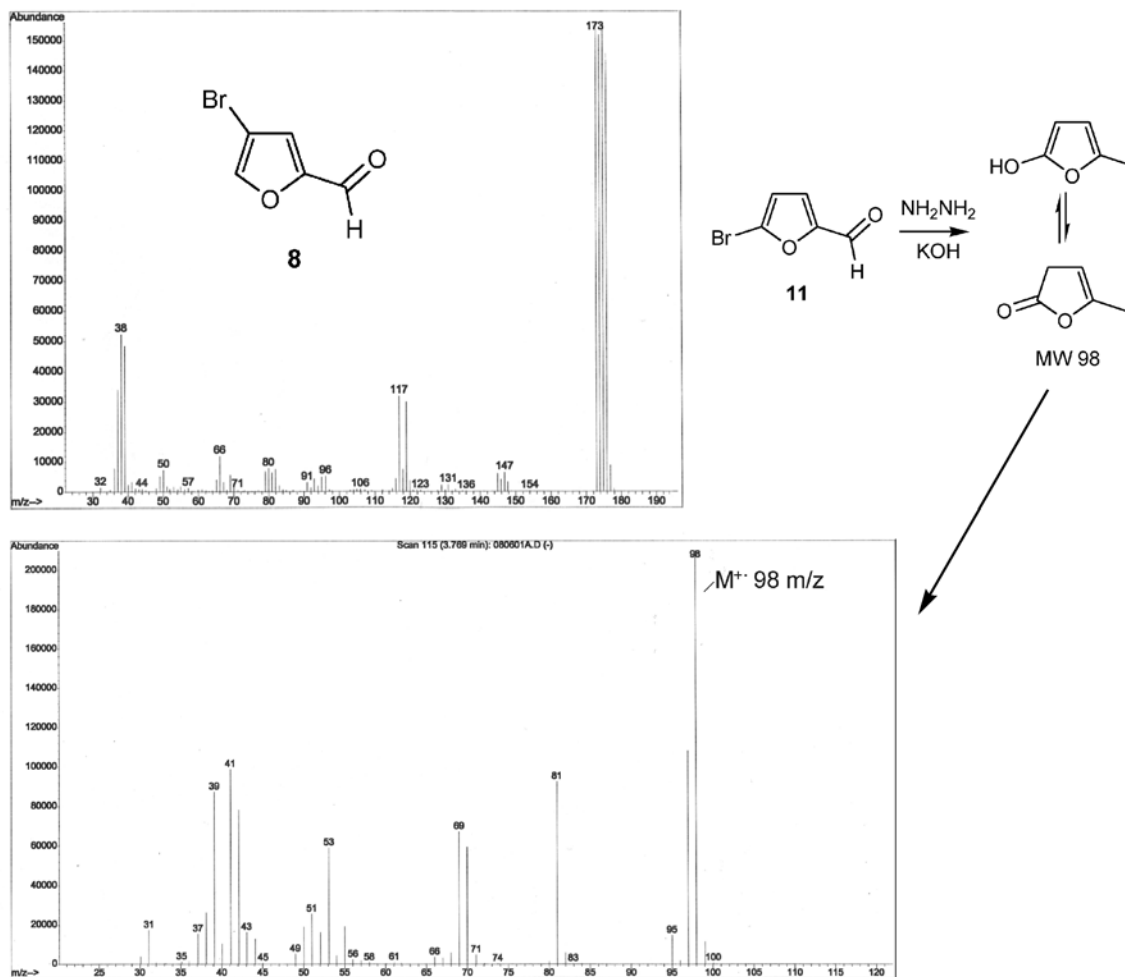 Abundance
150000
140000
130000
120000
110000
100000
90000
80000
70000
60000
50000
40000
30000
20000
10000
0
m/z-->
30 40 50 60 70 80 90 100 110 120 130 140 150 160 170 180 190
32 38 44 50 57 66 71 80 91 96 106 117 123 131 136 147 154 173
Br
O
O
H
8
Br
O
O
H
11
NH2NH2
KOH
HO
O
O
O
MW 98
Abundance
Scan 115 (3.769 min): 080601A.D (-)
200000
180000
160000
140000
120000
100000
80000
60000
40000
20000
0
m/z-->
25 30 35 40 45 50 55 60 65 70 75 80 85 90 95 100 105 110 115 120
31 35 37 39 41 43 45 49 51 53 56 58 61 66 69 71 74 81 83 95 98 100
M+· 98 m/z